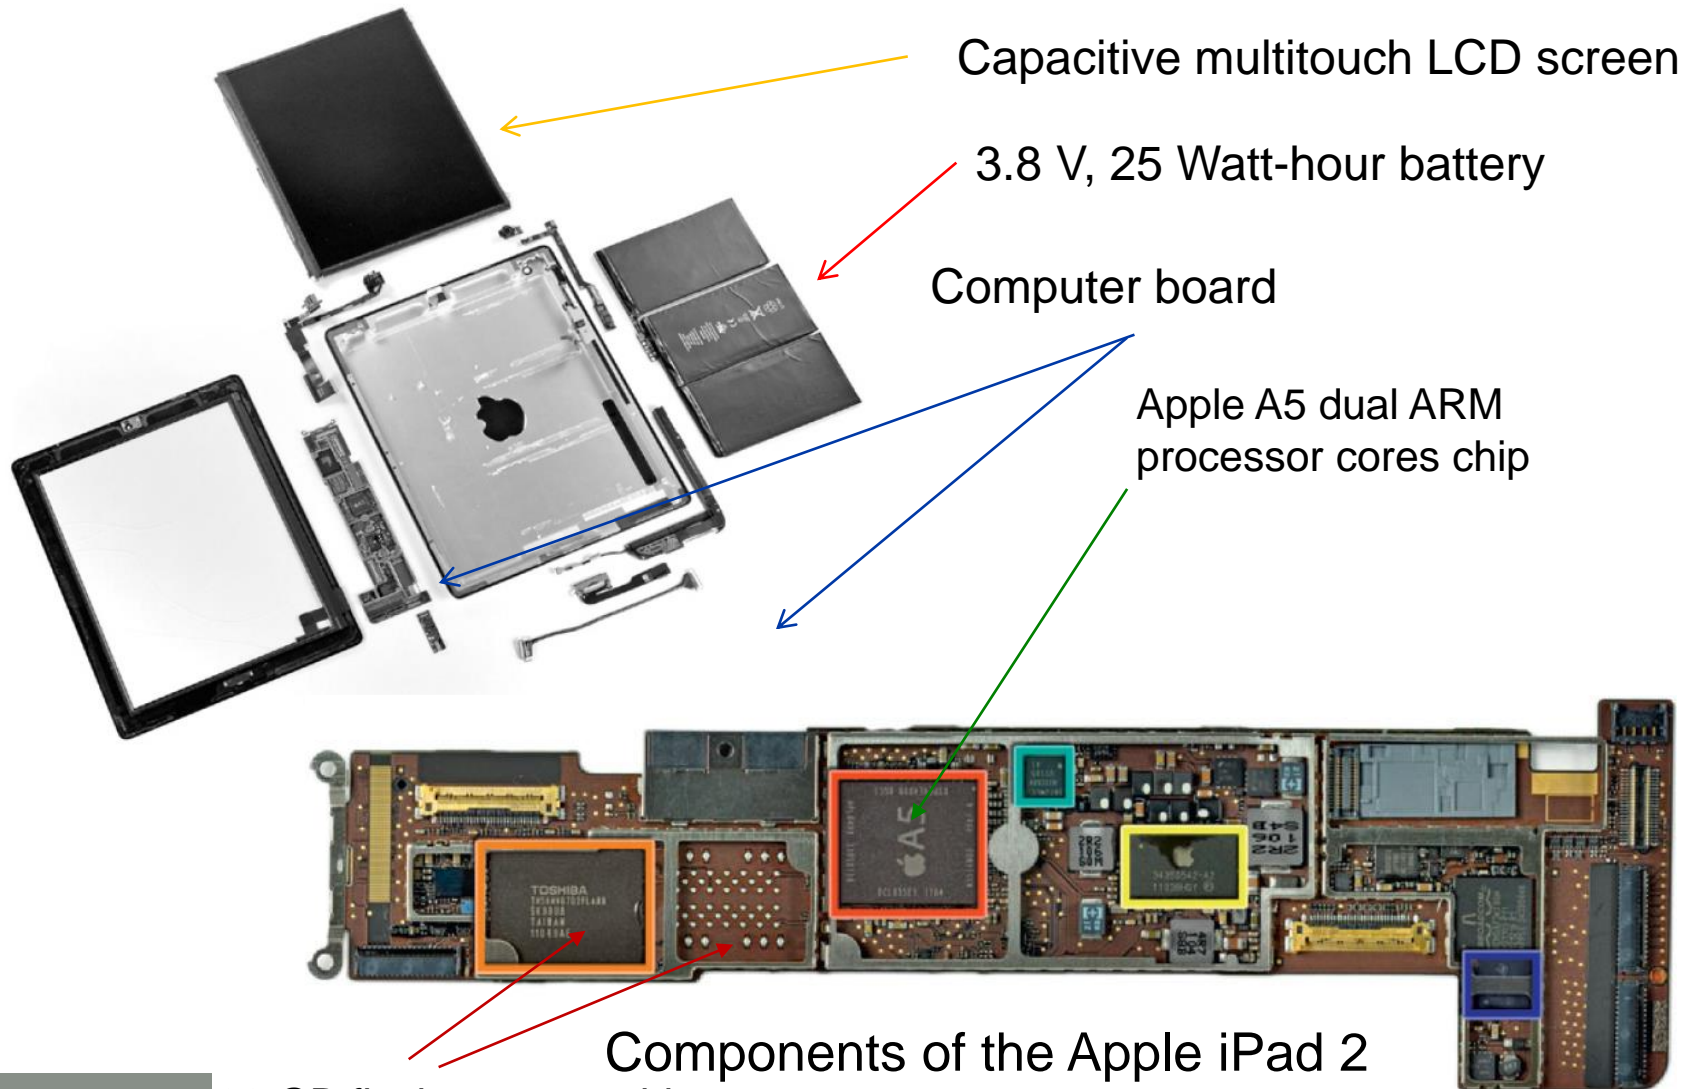 Capacitive multitouch LCD screen
3.8 V, 25 Watt-hour battery
Computer board
Apple A5 dual ARM
processor cores chip
A5
TOSHIBA
Components of the Apple iPad 2